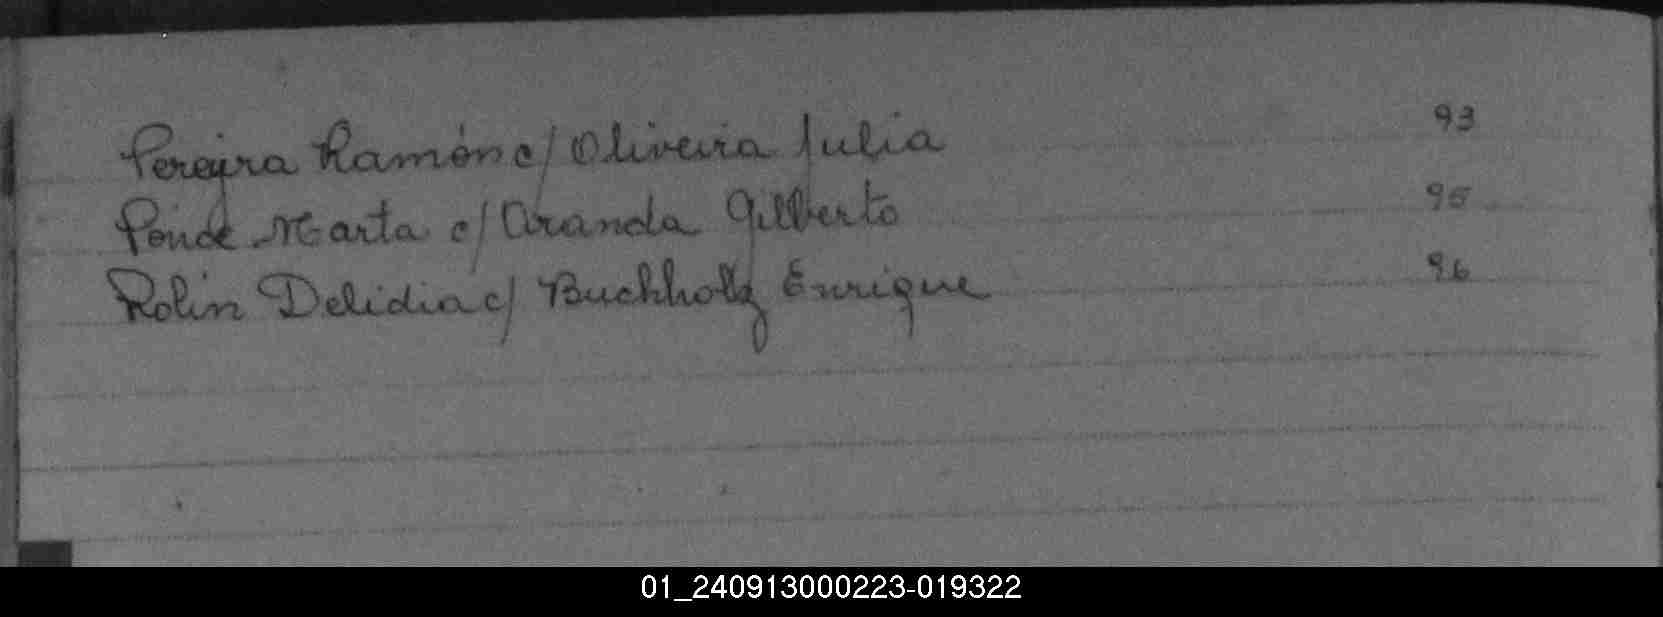 Pereyra Ramón c/ Oliveira Julia 93
Ponce Marta c/ Aranda Gilberto 95
Rolin Delidia c/ Buchholz Enrique 96
01_240913000223-019322